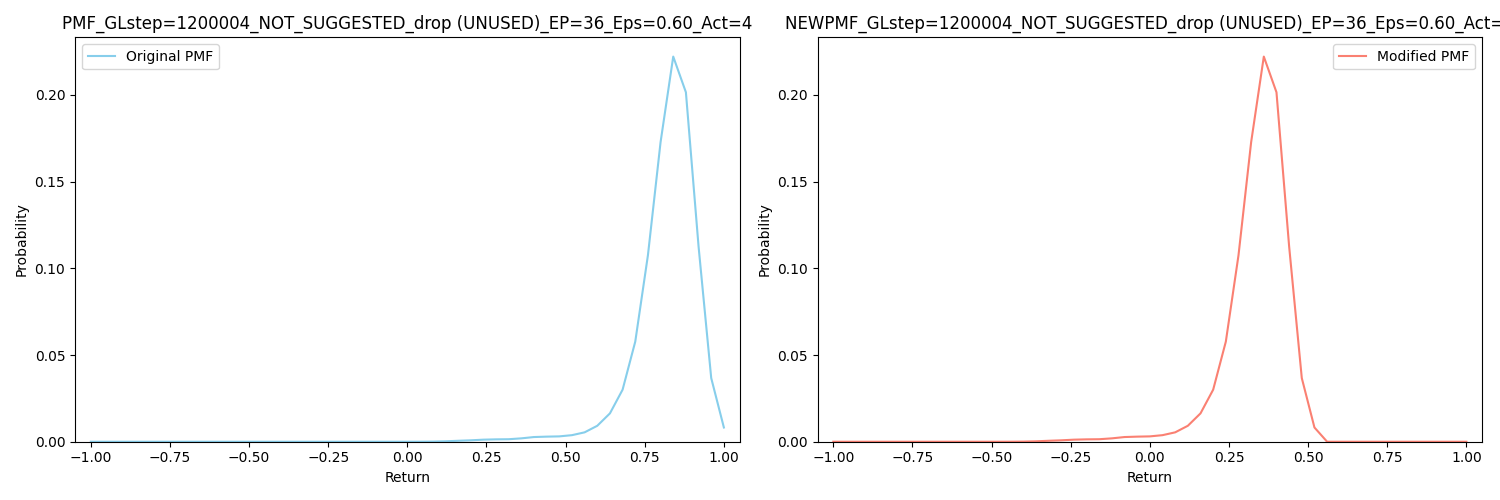 PMF_GLstep=1200004_NOT_SUGGESTED_drop (UNUSED)_EP=36_Eps=0.60_Act=4
Original PMF
Probability
0.20
0.15
0.10
0.05
0.00
−1.00 −0.75 −0.50 −0.25 0.00 0.25 0.50 0.75 1.00
Return
NEWPMF_GLstep=1200004_NOT_SUGGESTED_drop (UNUSED)_EP=36_Eps=0.60_Act=
Modified PMF
Probability
0.20
0.15
0.10
0.05
0.00
−1.00 −0.75 −0.50 −0.25 0.00 0.25 0.50 0.75 1.00
Return